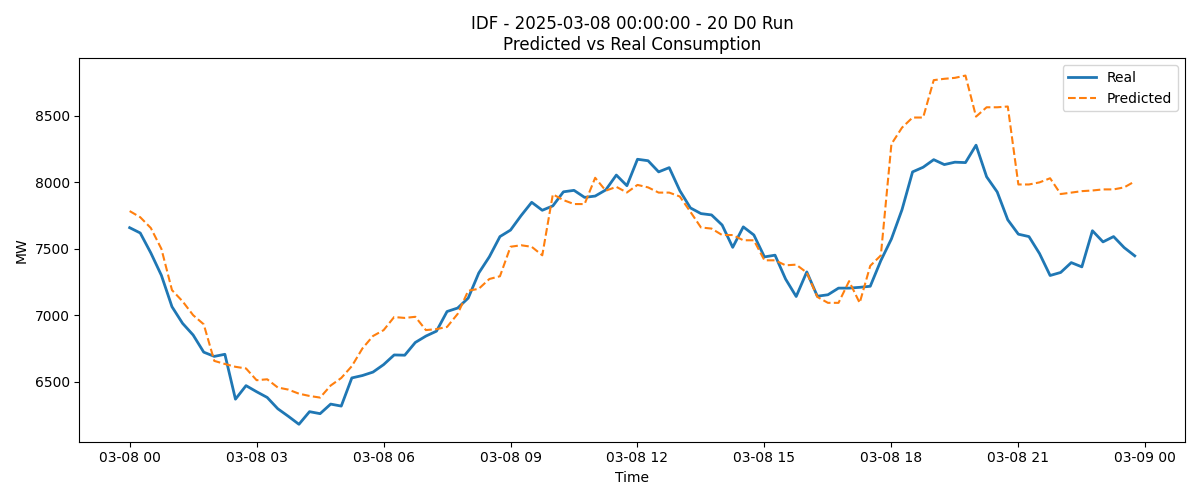 IDF - 2025-03-08 00:00:00 - 20 D0 Run
Predicted vs Real Consumption
Real
Predicted
MW
8500
8000
7500
7000
6500
03-08 00
03-08 03
03-08 06
03-08 09
03-08 12
03-08 15
03-08 18
03-08 21
03-09 00
Time